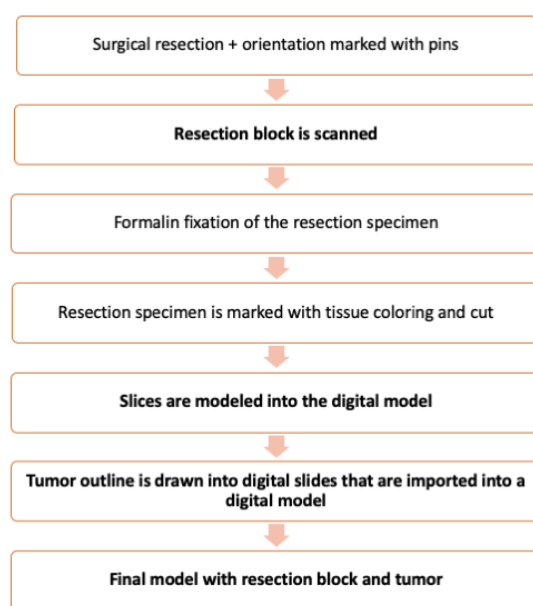 Surgical resection + orientation marked with pins
Resection block is scanned
Formalin fixation of the resection specimen
Resection specimen is marked with tissue coloring and cut
Slices are modeled into the digital model
Tumor outline is drawn into digital slides that are imported into a
digital model
Final model with resection block and tumor